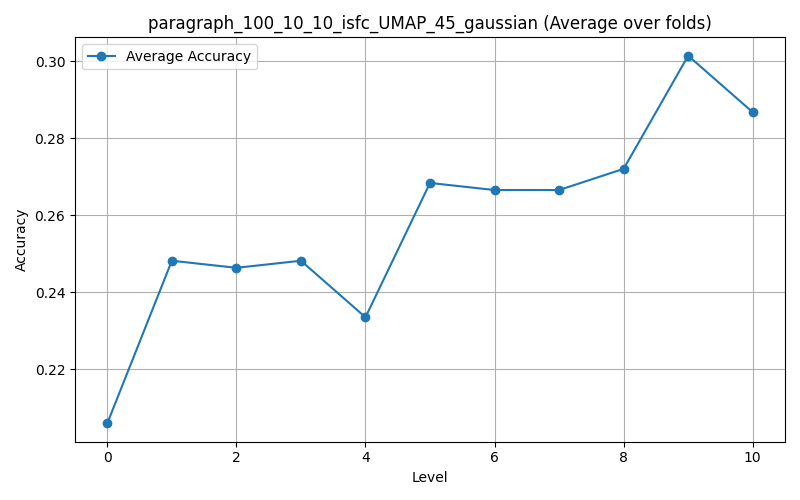 paragraph_100_10_10_isfc_UMAP_45_gaussian (Average over folds)
Average Accuracy
0.30
0.28
0.26
0.24
0.22
Accuracy
0 2 4 6 8 10
Level